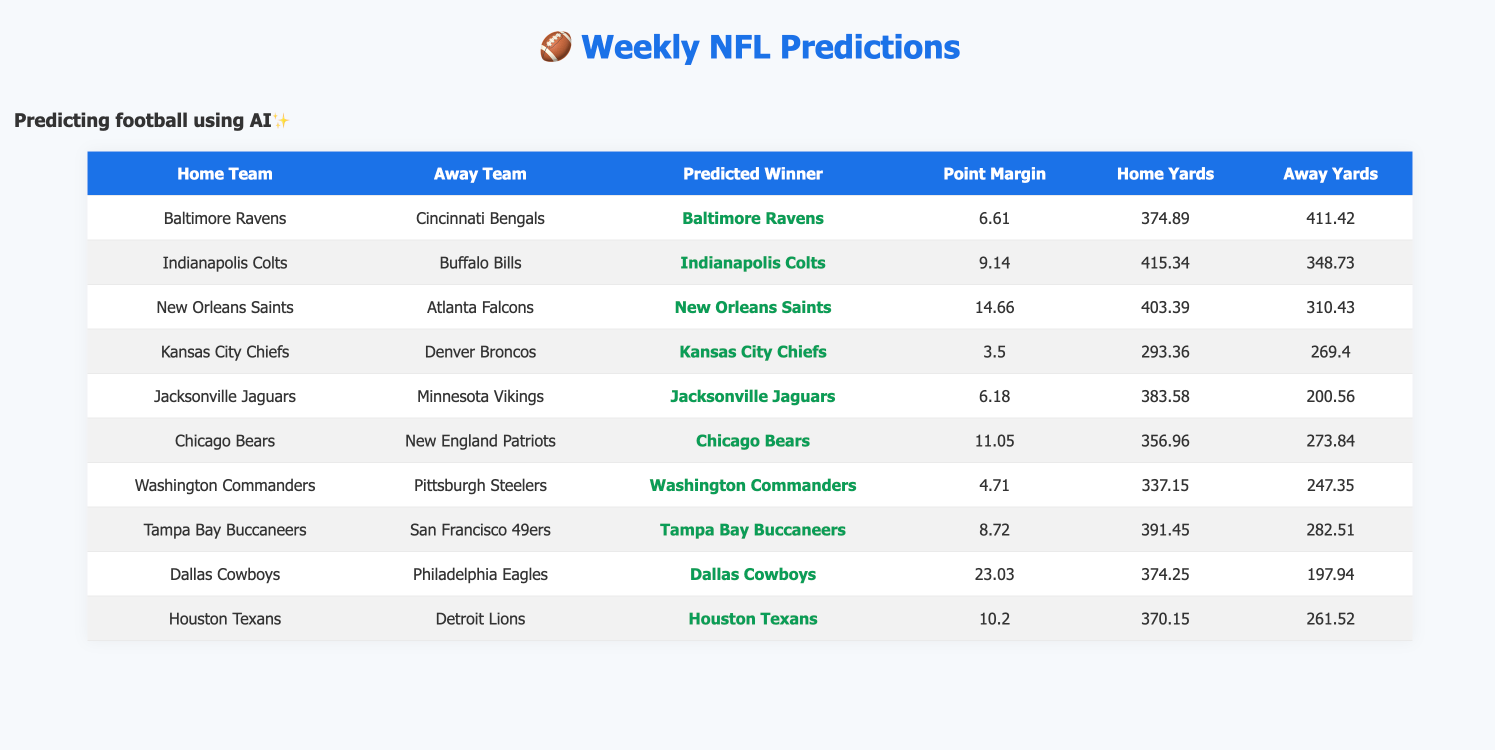 🏈 Weekly NFL Predictions
Predicting football using AI✨
Home Team Away Team Predicted Winner Point Margin Home Yards Away Yards
Baltimore Ravens Cincinnati Bengals Baltimore Ravens 6.61 374.89 411.42
Indianapolis Colts Buffalo Bills Indianapolis Colts 9.14 415.34 348.73
New Orleans Saints Atlanta Falcons New Orleans Saints 14.66 403.39 310.43
Kansas City Chiefs Denver Broncos Kansas City Chiefs 3.5 293.36 269.4
Jacksonville Jaguars Minnesota Vikings Jacksonville Jaguars 6.18 383.58 200.56
Chicago Bears New England Patriots Chicago Bears 11.05 356.96 273.84
Washington Commanders Pittsburgh Steelers Washington Commanders 4.71 337.15 247.35
Tampa Bay Buccaneers San Francisco 49ers Tampa Bay Buccaneers 8.72 391.45 282.51
Dallas Cowboys Philadelphia Eagles Dallas Cowboys 23.03 374.25 197.94
Houston Texans Detroit Lions Houston Texans 10.2 370.15 261.52